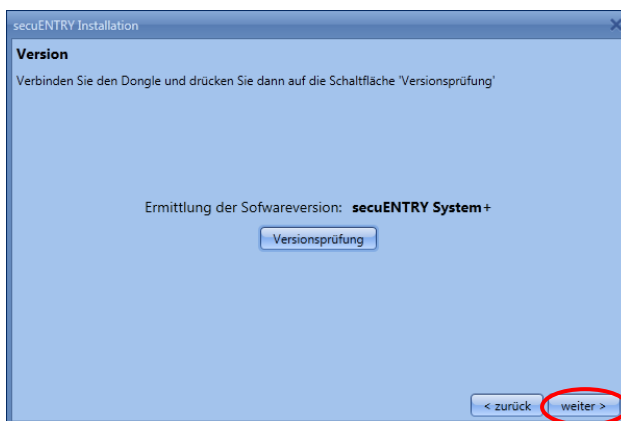 secuENTRY Installation
Version
Verbinden Sie den Dongle und drücken Sie dann auf die Schaltfläche 'Versionsprüfung'
Ermittlung der Sofwareversion: secuENTRY System+
Versionsprüfung
< zurück weiter >